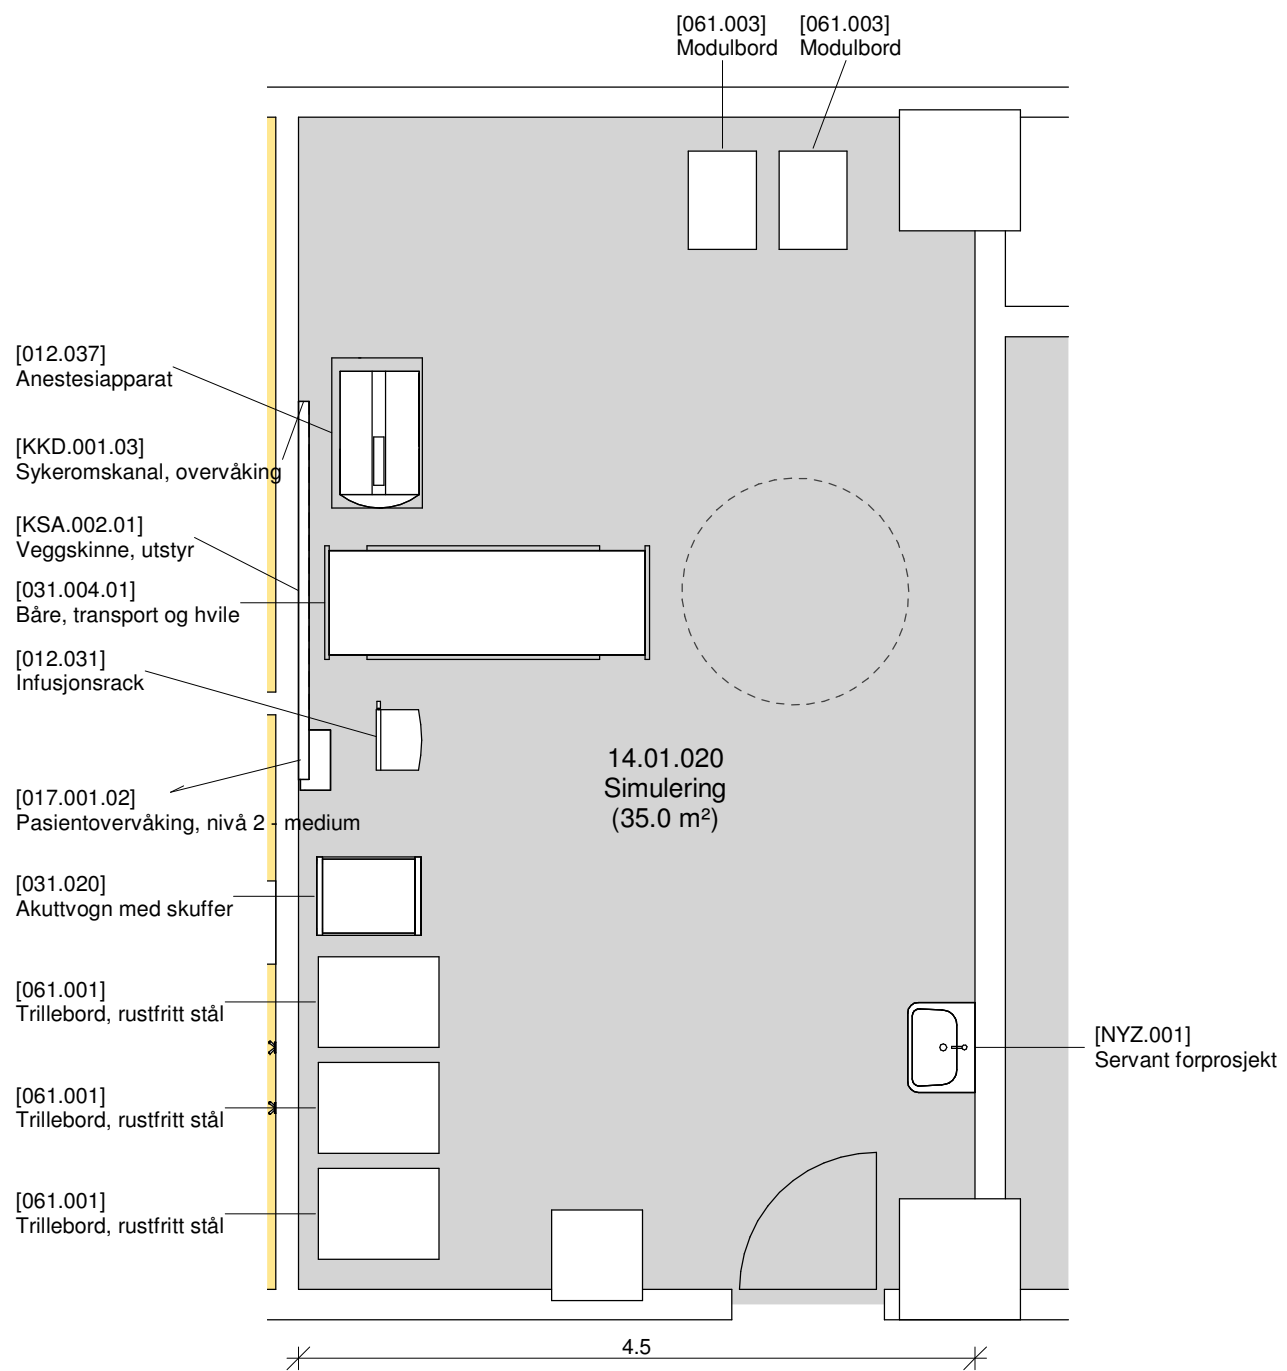 [061.003]
Modulbord
[061.003]
Modulbord
[012.037]
Anestesiapparat
[KKD.001.03]
Sykeromskanal, overvåking
[KSA.002.01]
Veggskinne, utstyr
[031.004.01]
Båre, transport og hvile
[012.031]
Infusjonsrack
14.01.020
Simulering
(35.0 m²)
[017.001.02]
Pasientovervåking, nivå 2 - medium
[031.020]
Akuttvogn med skuffer
[061.001]
Trillebord, rustfritt stål
[NYZ.001]
Servant forprosjekt
[061.001]
Trillebord, rustfritt stål
[061.001]
Trillebord, rustfritt stål
4.5